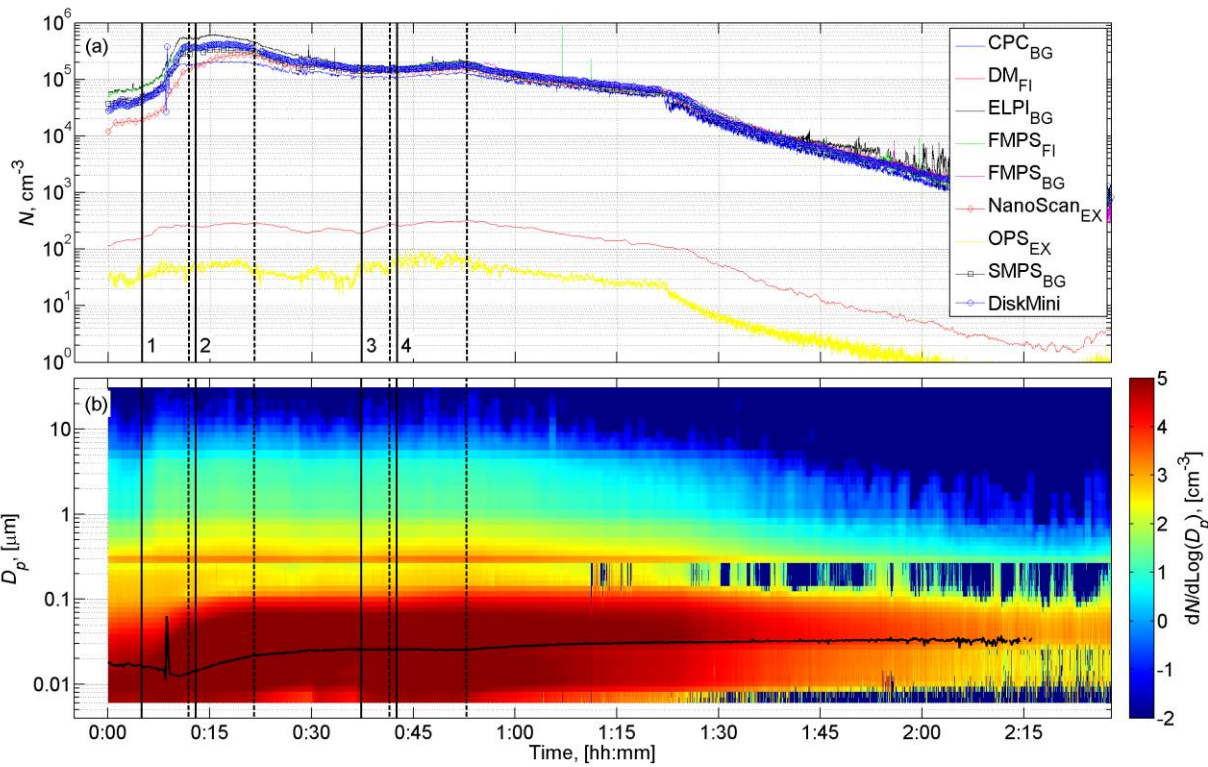 (a)
N, cm⁻³
10⁶
10⁵
10⁴
10³
10²
10¹
10⁰
1 2 3 4
CPC_BG
DM_FI
ELPI_BG
FMPS_FI
FMPS_BG
NanoScan_EX
OPS_EX
SMPS_BG
DiskMini
(b)
D_p, [µm]
10
1
0.1
0.01
0:00 0:15 0:30 0:45 1:00 1:15 1:30 1:45 2:00 2:15
Time, [hh:mm]
5
4
3
2
1
0
-1
-2
dN/dLog(D_p), [cm⁻³]